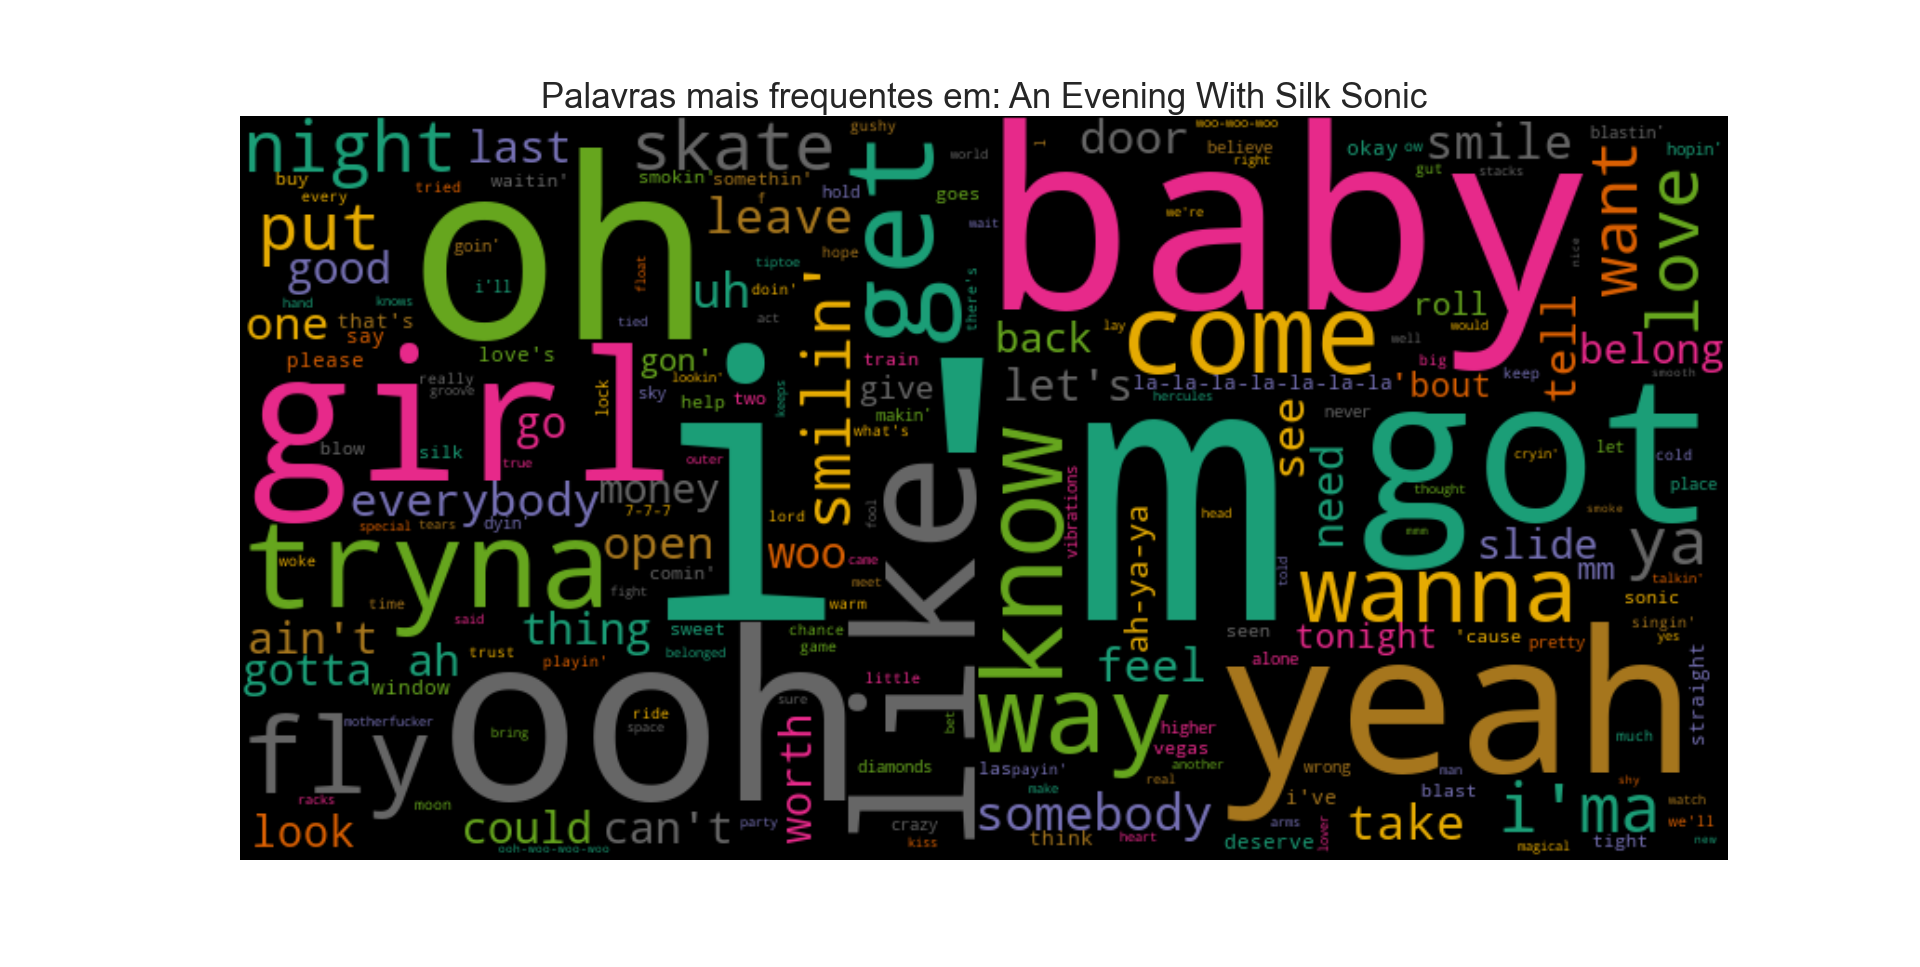 Palavras mais frequentes em: An Evening With Silk Sonic
night
last
skate
gushy
world
baby
door
woo-woo-woo
believe
right
okay
ow
smile
blastin'
hopin'
buy
every
tried
waitin'
smokin'
somethin'
hold
get
goes
gut
stacks
want
love
put
oh
goin'
f
leave
wait
we're
nice
good
i'll
float
hope
tiptoe
hand
knows
uh
doin'
there's
roll
one
that's
say
tied
act
smilin'
back
lay
come
would
well
tell
belong
please
love's
gon'
lookin'
train
let's
la-la-la-la-la-la-la
'bout
big
keep
smooth
girl
really
groove
lock
sky
help
two
keeps
give
makin'
what's
hercules
see
never
got
go
blow
silk
true
outer
i'm
like
know
vibrations
need
cryin'
let
cold
thought
place
everybody
money
7-7-7
lord
fool
head
smoke
special
tears
dyin'
tryna
woke
open
woo
came
ah-ya-ya
told
mmm
slide
ya
mm
comin'
fight
meet
warm
wanna
talkin'
sonic
time
said
thing
sweet
chance
game
seen
tonight
'cause
pretty
singin'
yes
ain't
ah
trust
playin'
belonged
feel
alone
gotta
window
ooh
little
way
yeah
straight
fly
motherfucker
bring
ride
space
sure
worth
bet
higher
vegas
another
much
diamonds
las
payin'
real
wrong
man
shy
racks
moon
make
i've
blast
i'ma
watch
we'll
look
could
can't
party
crazy
kiss
somebody
think
heart
arms
deserve
lover
take
magical
tight
new
ooh-woo-woo-woo